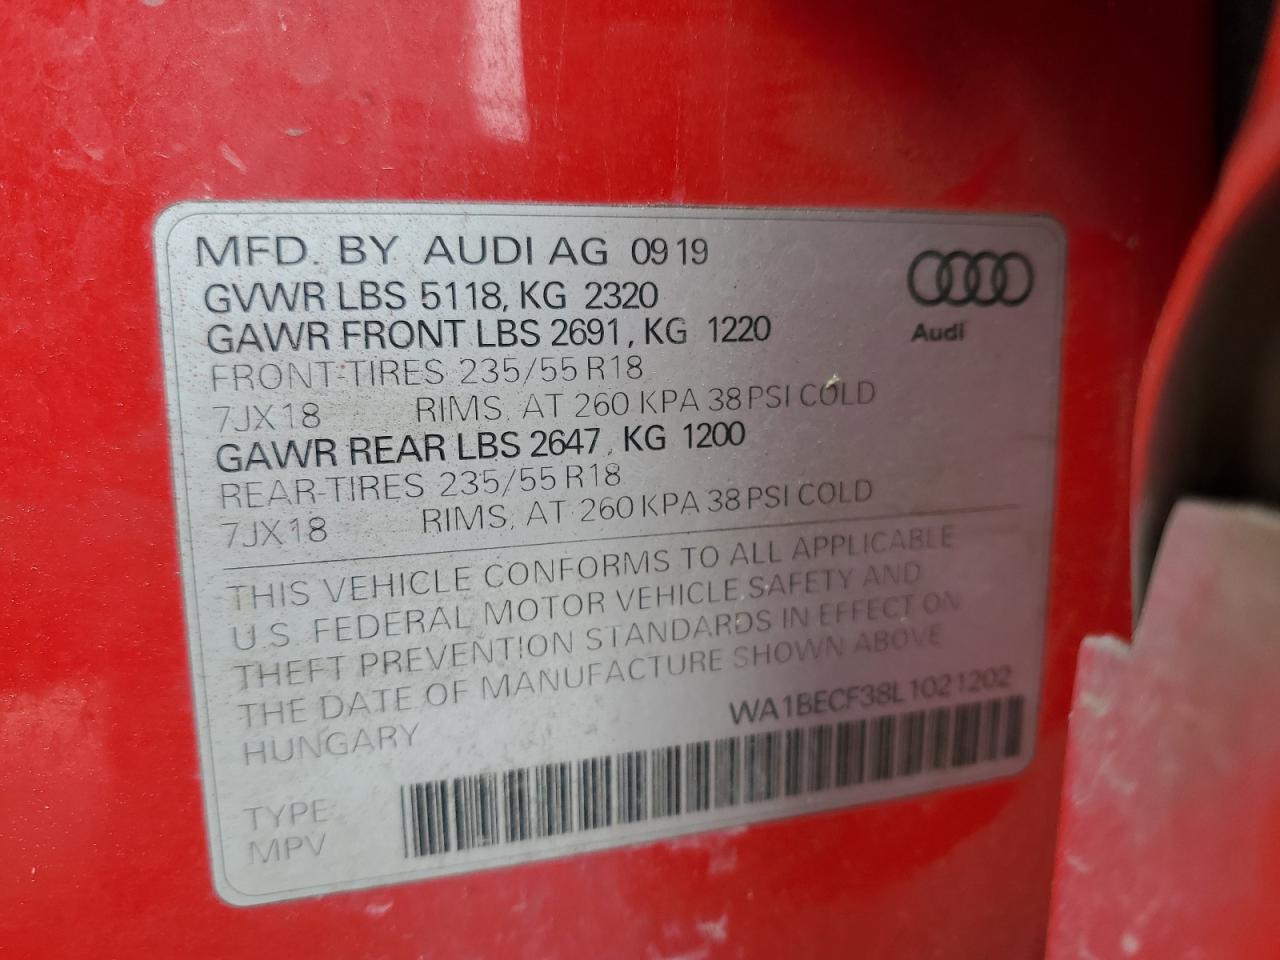 MFD. BY AUDI AG 09 19
GVWR LBS 5118, KG 2320
GAWR FRONT LBS 2691, KG 1220
FRONT-TIRES 235/55 R18
7JX18 RIMS, AT 260 KPA 38 PSI COLD
GAWR REAR LBS 2647, KG 1200
REAR-TIRES 235/55 R18
7JX18 RIMS, AT 260 KPA 38 PSI COLD
Audi
THIS VEHICLE CONFORMS TO ALL APPLICABLE
U.S. FEDERAL MOTOR VEHICLE SAFETY AND
THEFT PREVENTION STANDARDS IN EFFECT ON
THE DATE OF MANUFACTURE SHOWN ABOVE
HUNGARY
WA1BECF38L1021202
TYPE
MPV